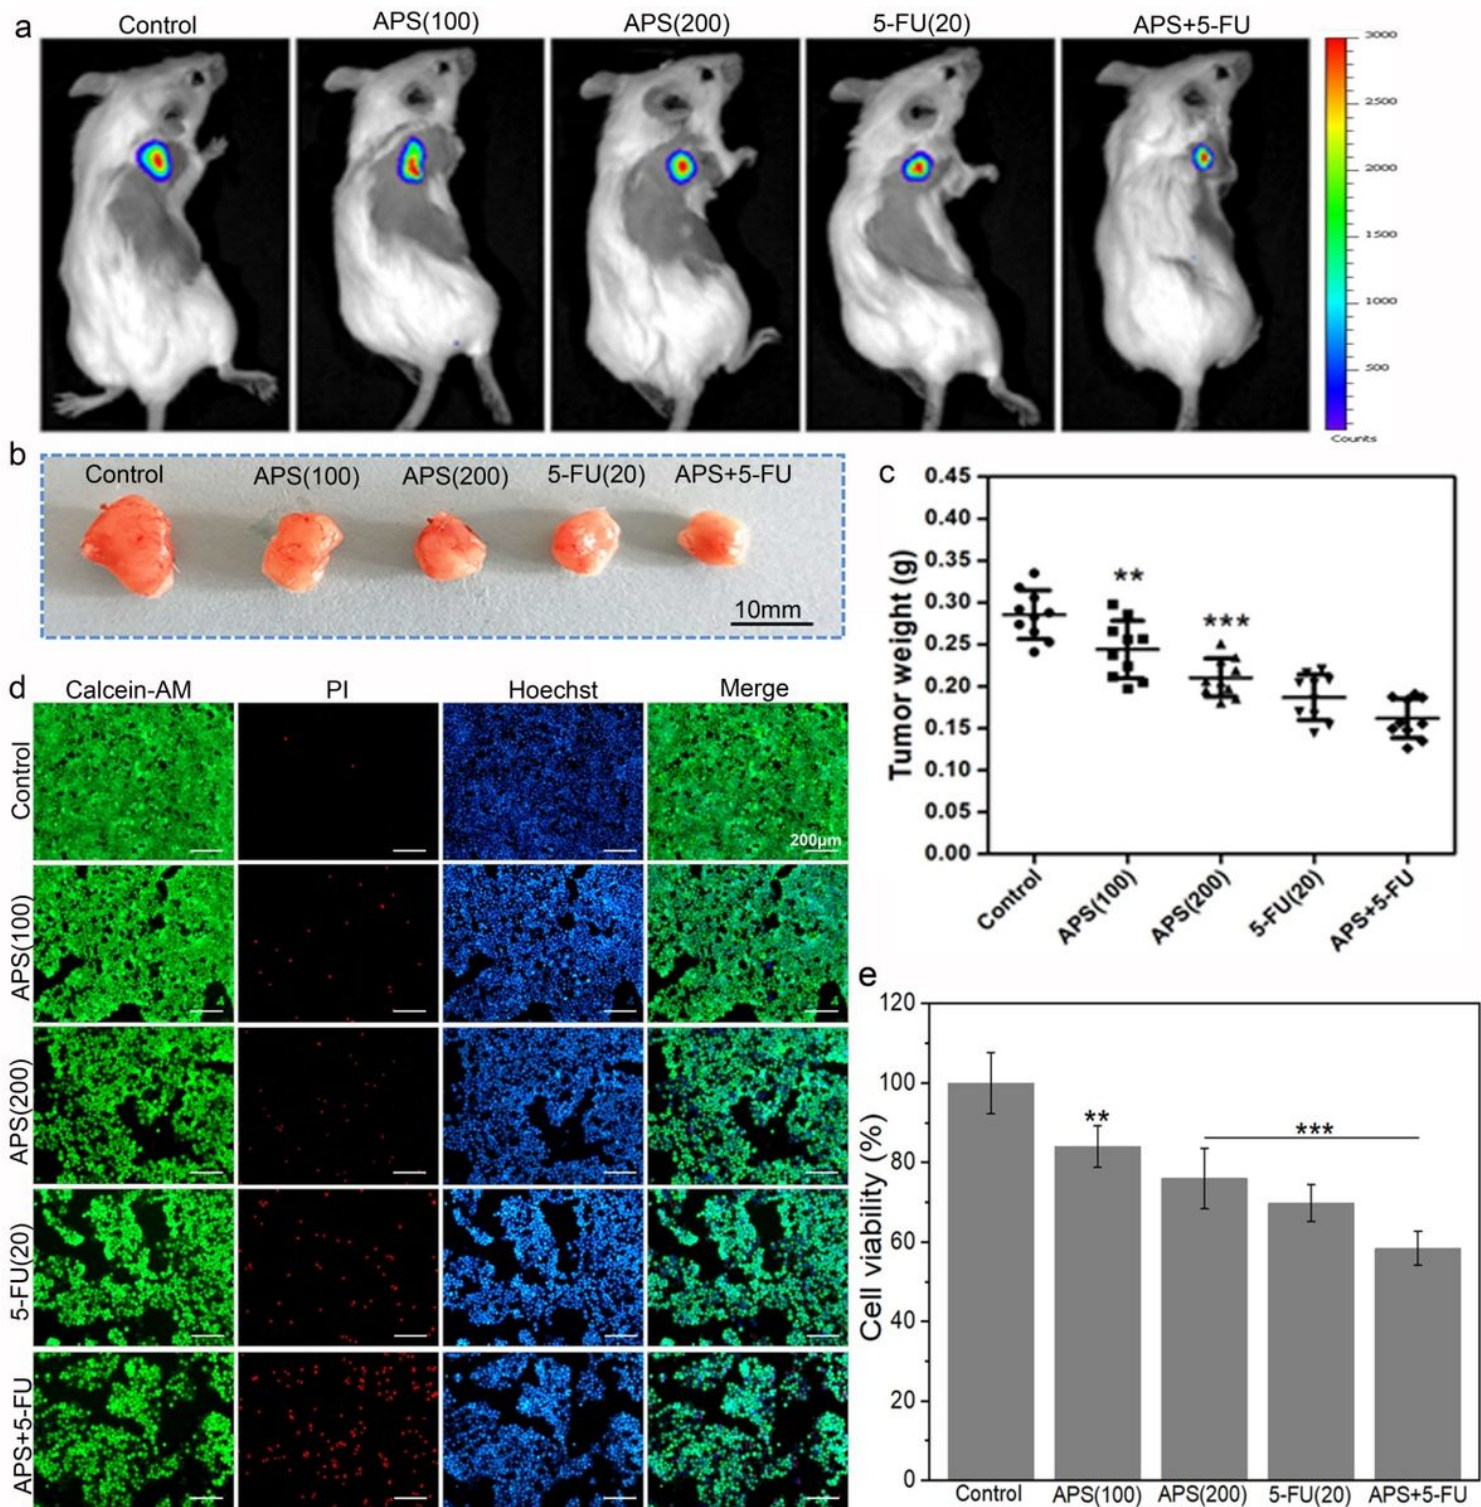 a
Control
APS(100)
APS(200)
5-FU(20)
APS+5-FU
3000
2500
2000
1500
1000
500
Counts
b
Control
APS(100)
APS(200)
5-FU(20)
APS+5-FU
10mm
c
0.45
0.40
0.35
0.30
0.25
0.20
0.15
0.10
0.05
0.00
Tumor weight (g)
**
***
Control
APS(100)
APS(200)
5-FU(20)
APS+5-FU
d
Calcein-AM
PI
Hoechst
Merge
Control
200μm
APS(100)
APS(200)
5-FU(20)
APS+5-FU
e
120
100
80
60
40
20
0
Cell viability (%)
**
***
Control
APS(100)
APS(200)
5-FU(20)
APS+5-FU